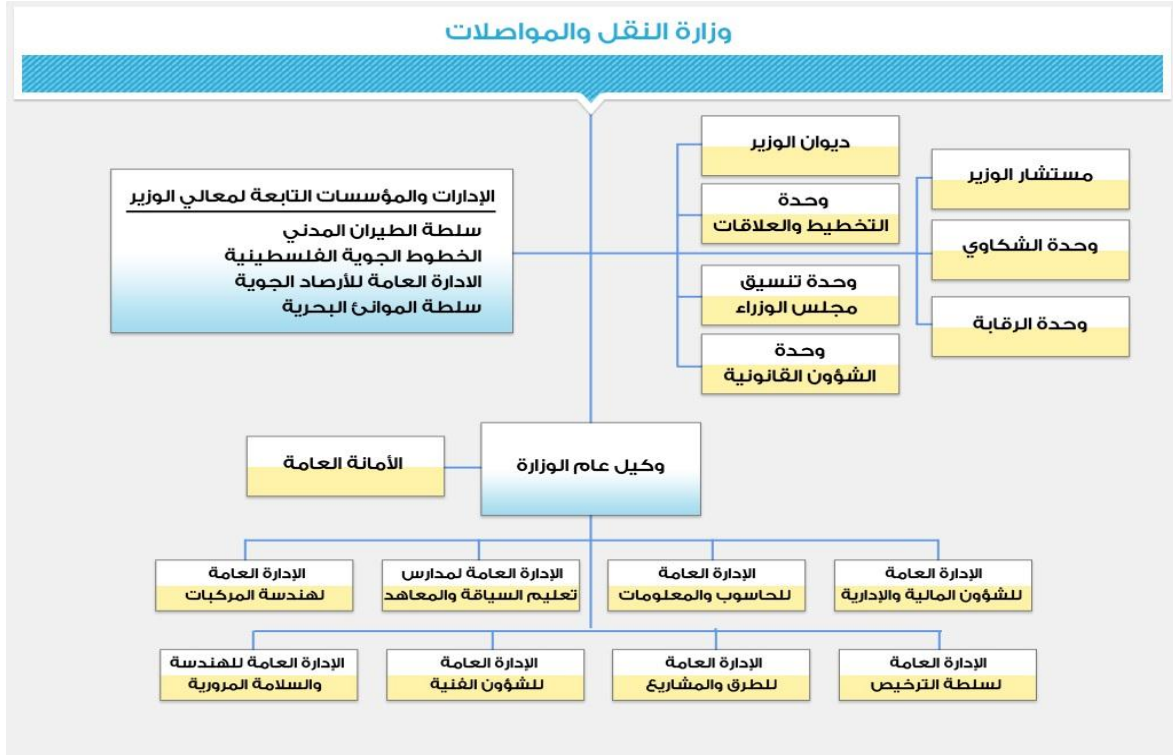 وزارة النقل والمواصلات
ديوان الوزير
وحدة
التخطيط والعلاقات
وحدة تنسيق
مجلس الوزراء
وحدة
الشؤون القانونية
مستشار الوزير
وحدة الشكاوي
وحدة الرقابة
الإدارات والمؤسسات التابعة لمعالي الوزير
سلطة الطيران المدني
الخطوط الجوية الفلسطينية
الادارة العامة للأرصاد الجوية
سلطة الموانئ البحرية
وكيل عام الوزارة
الأمانة العامة
الإدارة العامة
للشؤون المالية والإدارية
الإدارة العامة
للحاسوب والمعلومات
الإدارة العامة لمدارس
تعليم السياقة والمعاهد
الإدارة العامة
لهندسة المركبات
الإدارة العامة
لسلطة الترخيص
الإدارة العامة
للطرق والمشاريع
الإدارة العامة
للشؤون الفنية
الإدارة العامة للهندسة
والسلامة المرورية